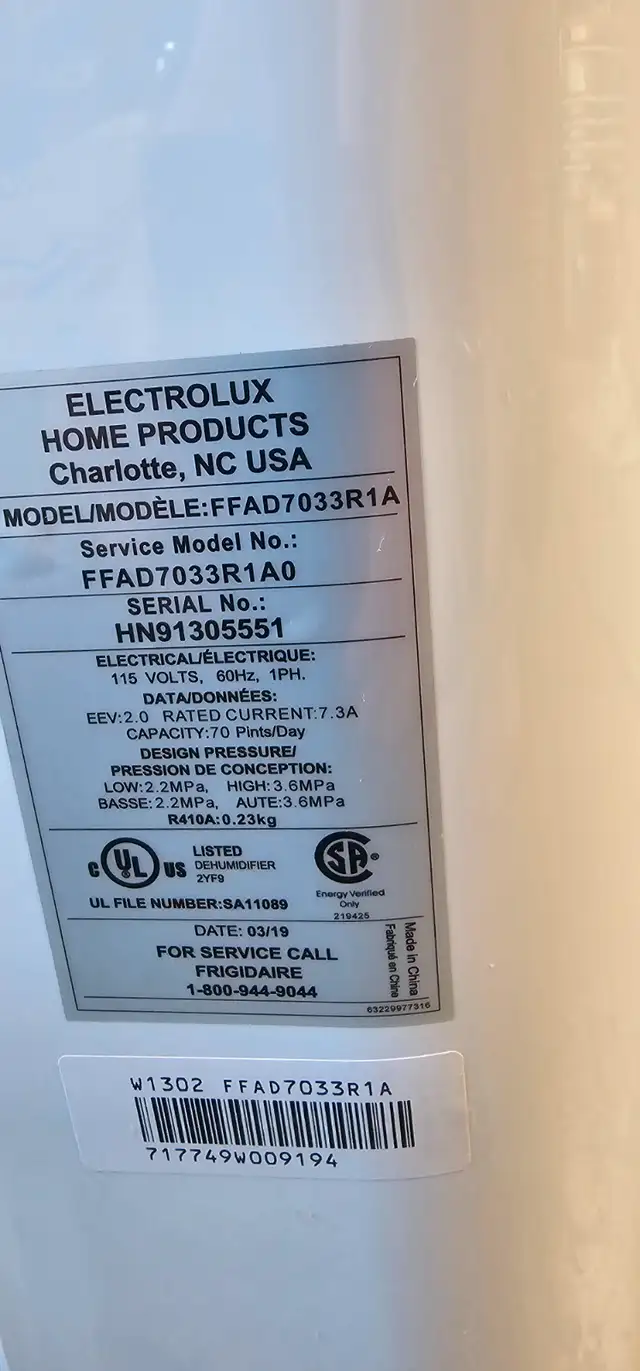 ELECTROLUX
HOME PRODUCTS
Charlotte, NC USA
MODEL/MODÈLE:FFAD7033R1A
Service Model No.:
FFAD7033R1A0
SERIAL No.:
HN91305551
ELECTRICAL/ÉLECTRIQUE:
115 VOLTS, 60Hz, 1PH.
DATA/DONNÉES:
EEV:2.0 RATED CURRENT:7.3A
CAPACITY:70 Pints/Day
DESIGN PRESSURE/
PRESSION DE CONCEPTION:
LOW:2.2MPa, HIGH:3.6MPa
BASSE:2.2MPa, AUTE:3.6MPa
R410A:0.23kg
C UL US
LISTED
DEHUMIDIFIER
2YF9
SA
Energy Verified
Only
219425
UL FILE NUMBER:SA11089
DATE: 03/19
FOR SERVICE CALL
FRIGIDAIRE
1-800-944-9044
Made in China
Fabriqué en Chine
63229977316
W1302 FFAD7033R1A
717749W009194